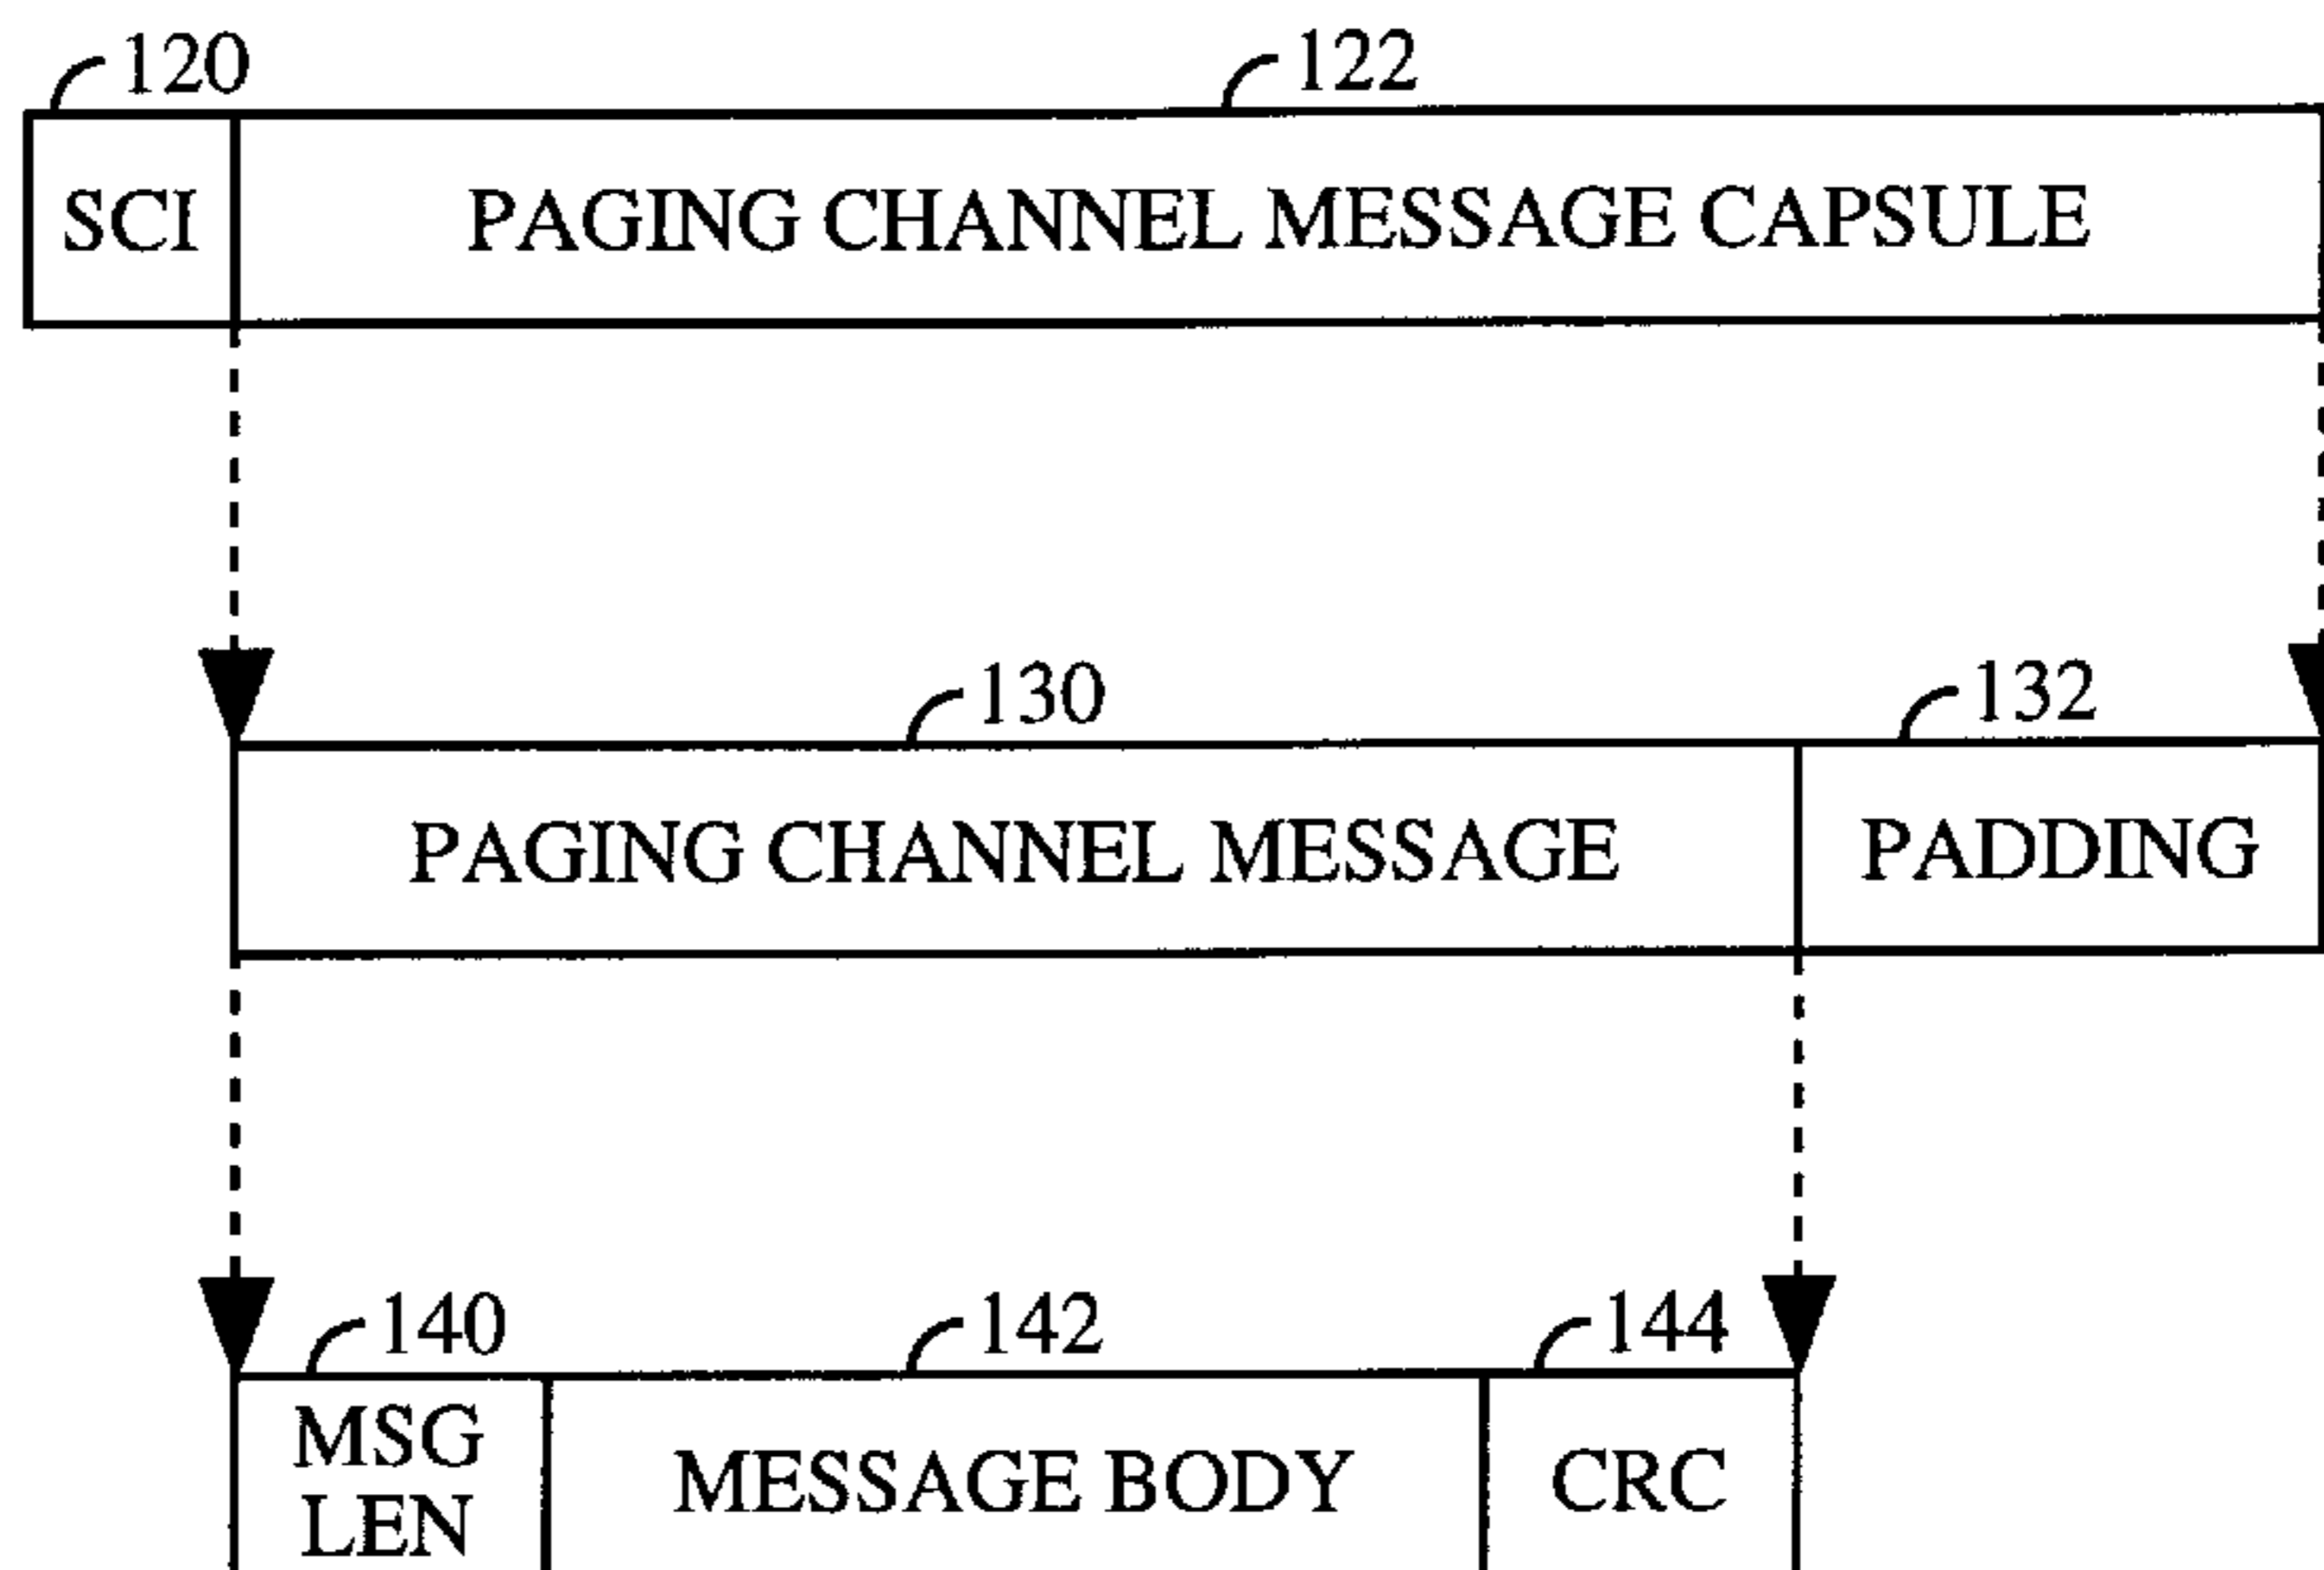 120
122
SCI
PAGING CHANNEL MESSAGE CAPSULE
130
132
PAGING CHANNEL MESSAGE
PADDING
140
142
144
MSG
LEN
MESSAGE BODY
CRC